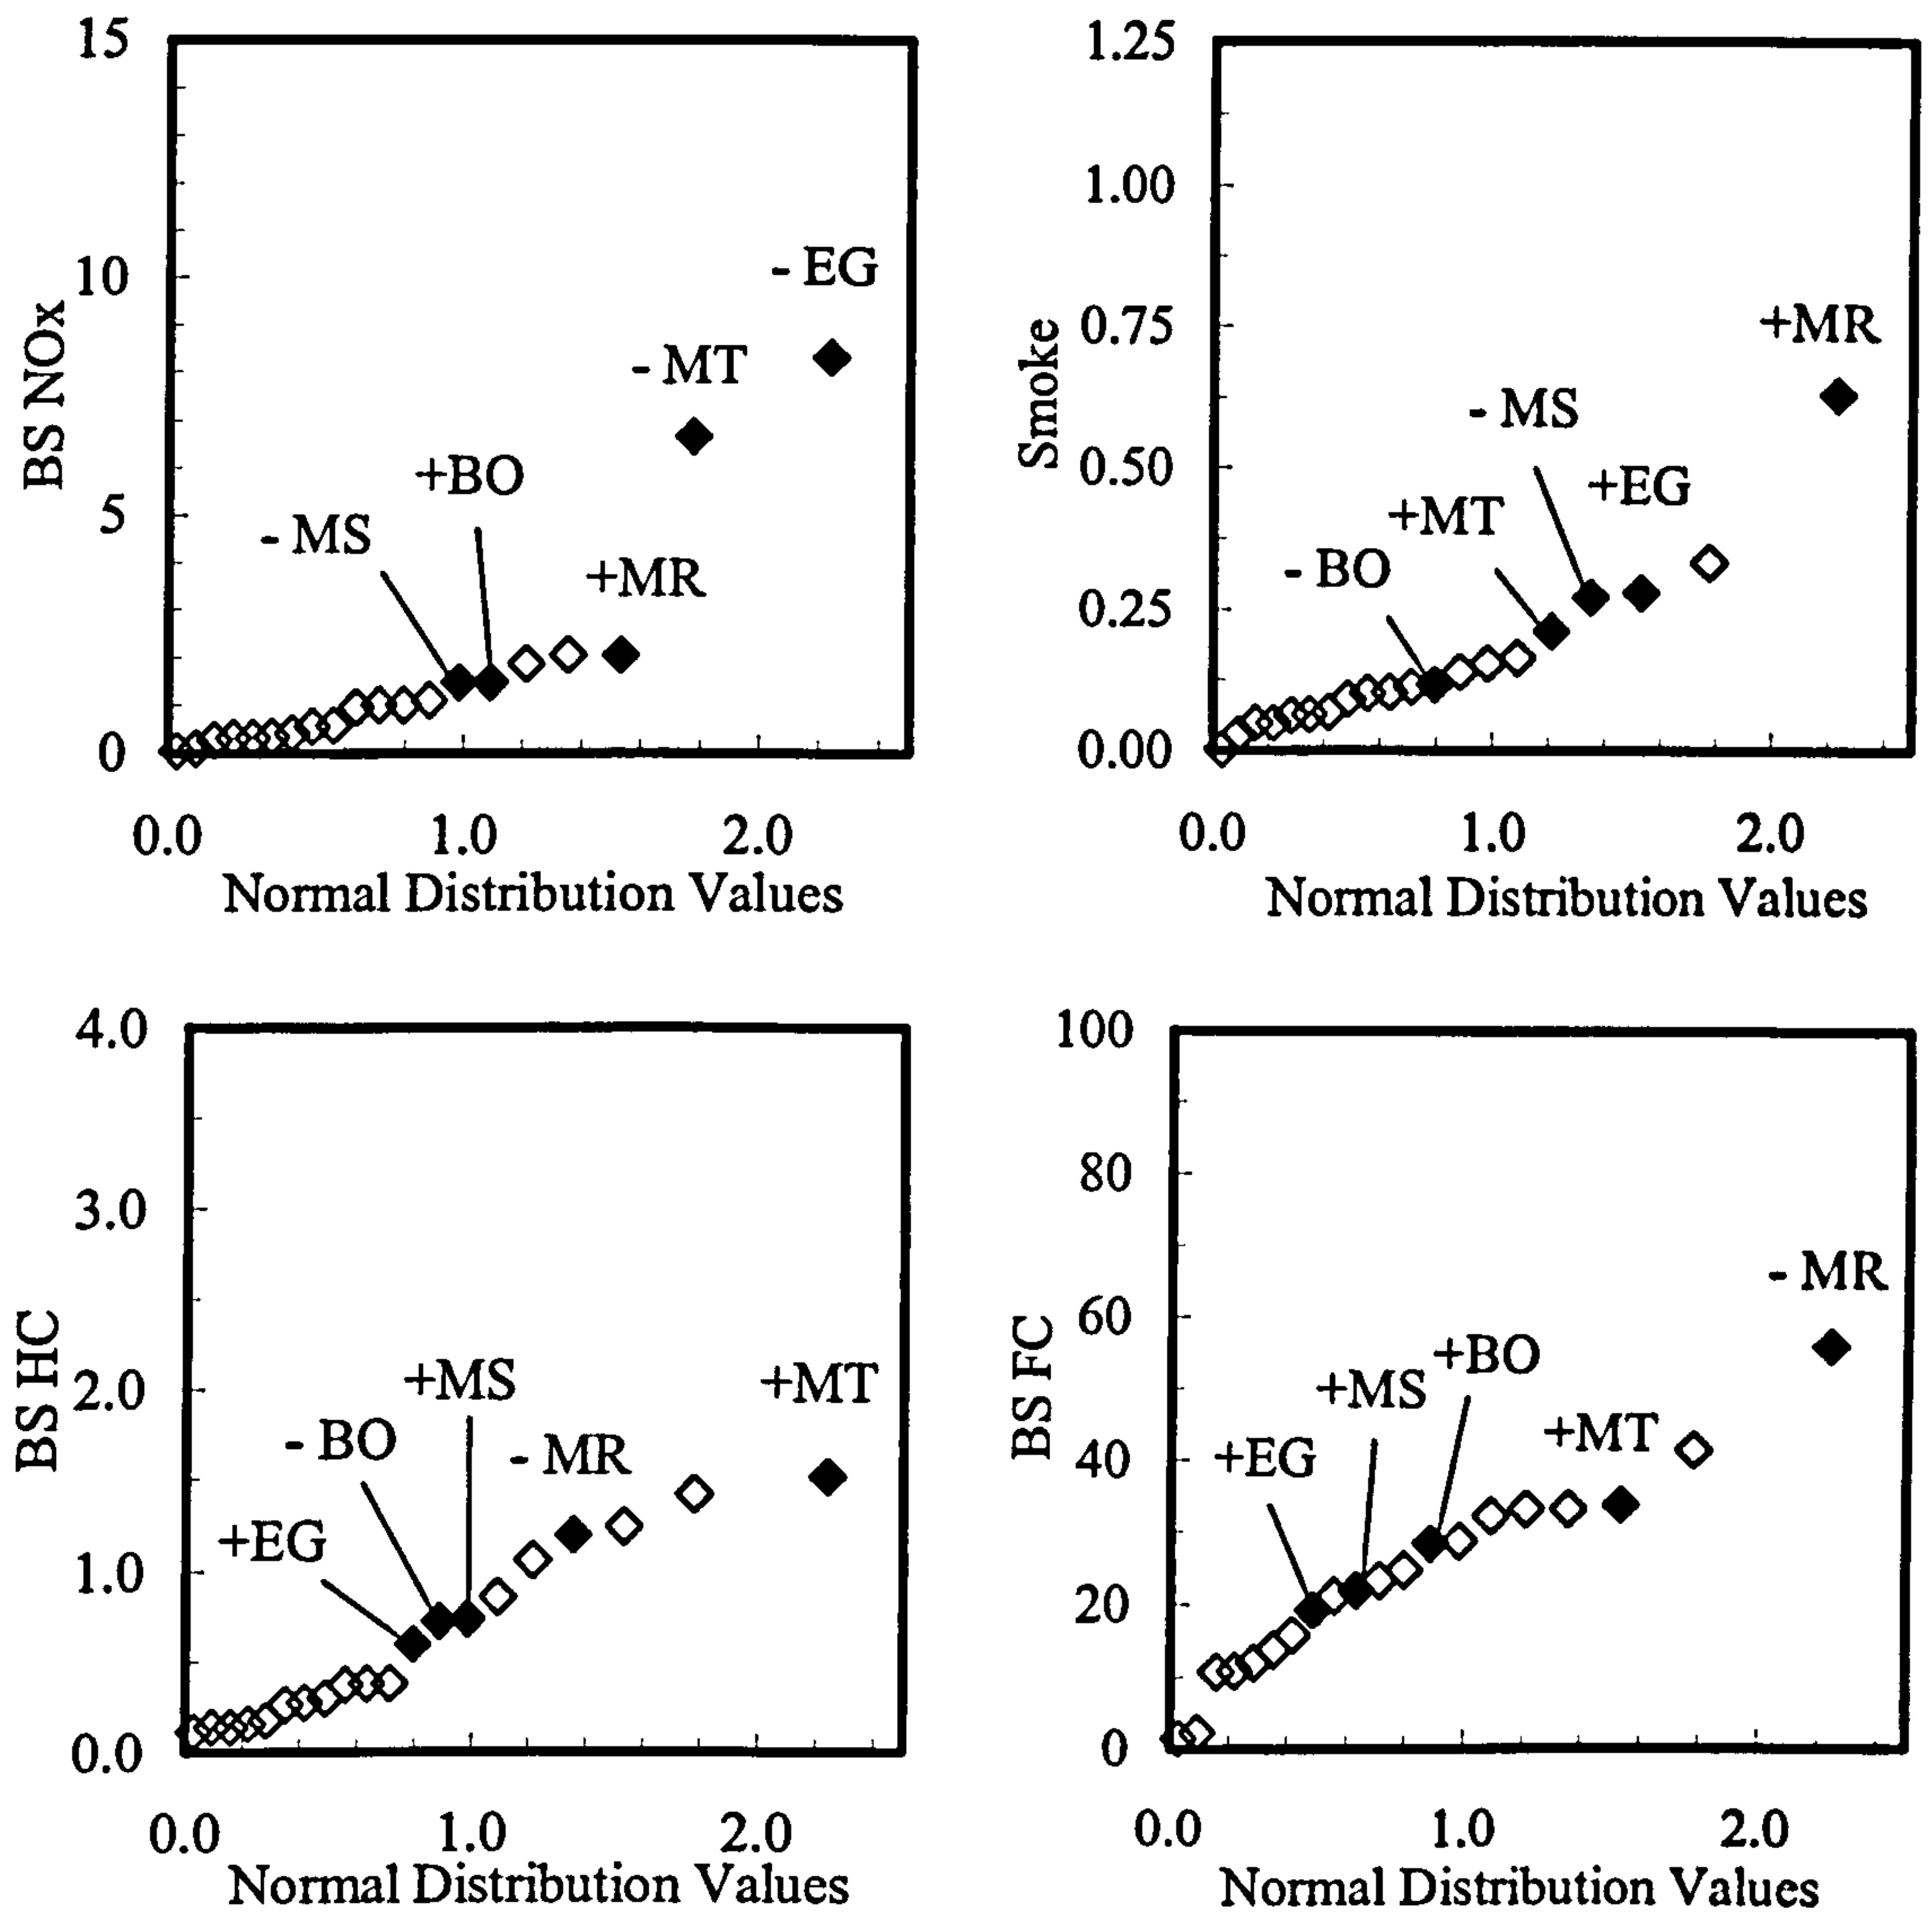 15
10
5
0
BS NOx
- EG
- MT
+BO
- MS
+MR
0.0 1.0 2.0
Normal Distribution Values
1.25
1.00
0.75
0.50
0.25
0.00
Smoke
+MR
- MS
+EG
+MT
- BO
0.0 1.0 2.0
Normal Distribution Values
4.0
3.0
2.0
1.0
0.0
BS HC
+MS
+MT
- BO
- MR
+EG
0.0 1.0 2.0
Normal Distribution Values
100
80
60
40
20
0
BS FC
- MR
+BO
+MS
+MT
+EG
0.0 1.0 2.0
Normal Distribution Values